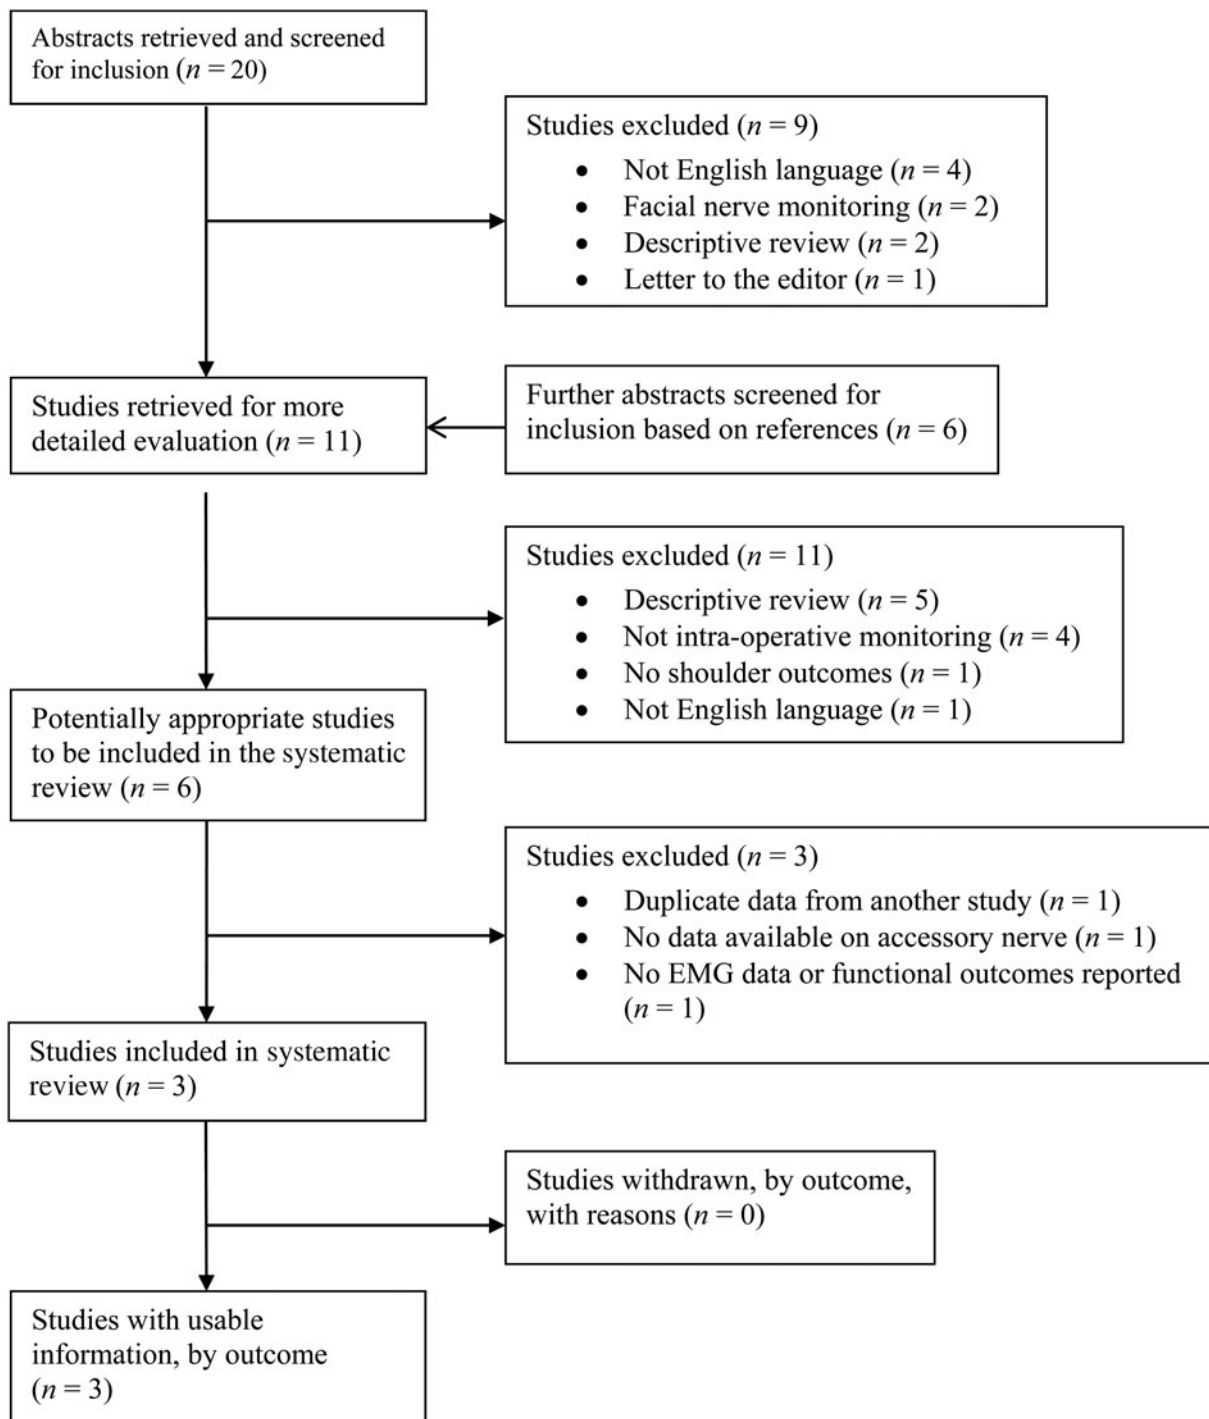 Abstracts retrieved and screened
for inclusion (n = 20)
Studies excluded (n = 9)
• Not English language (n = 4)
• Facial nerve monitoring (n = 2)
• Descriptive review (n = 2)
• Letter to the editor (n = 1)
Studies retrieved for more
detailed evaluation (n = 11)
Further abstracts screened for
inclusion based on references (n = 6)
Studies excluded (n = 11)
• Descriptive review (n = 5)
• Not intra-operative monitoring (n = 4)
• No shoulder outcomes (n = 1)
• Not English language (n = 1)
Potentially appropriate studies
to be included in the systematic
review (n = 6)
Studies excluded (n = 3)
• Duplicate data from another study (n = 1)
• No data available on accessory nerve (n = 1)
• No EMG data or functional outcomes reported
(n = 1)
Studies included in systematic
review (n = 3)
Studies withdrawn, by outcome,
with reasons (n = 0)
Studies with usable
information, by outcome
(n = 3)